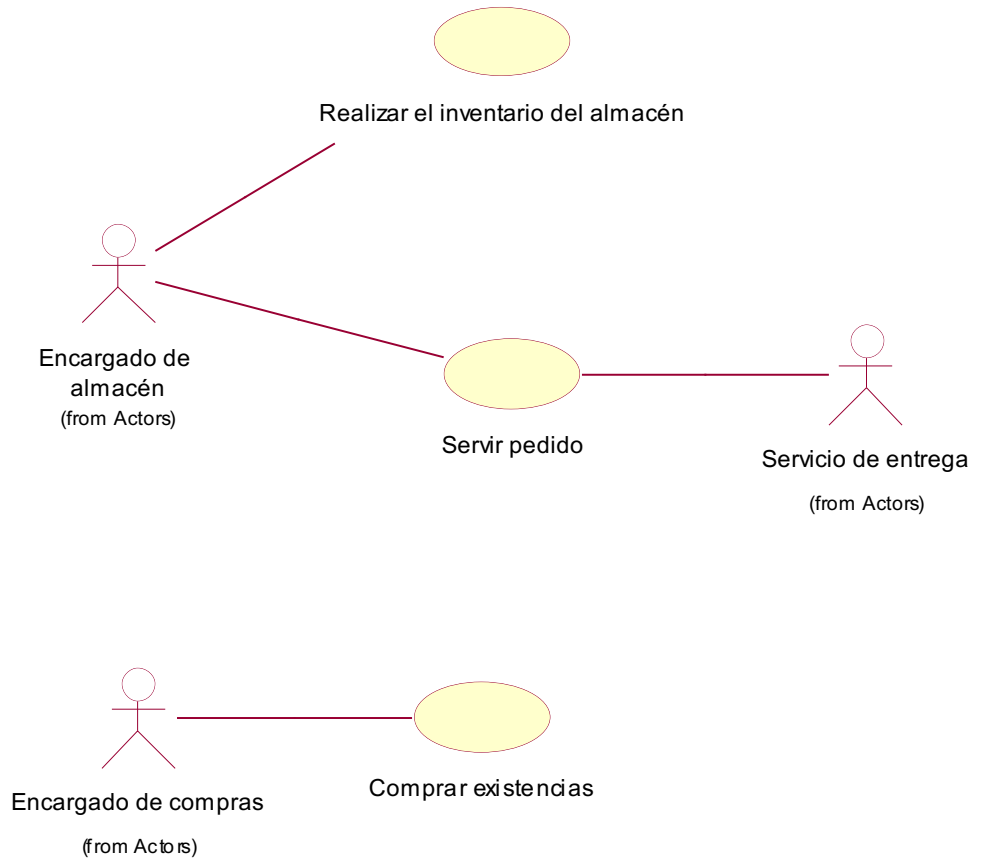 Realizar el inventario del almacén
Encargado de
almacén
(from Actors)
Servir pedido
Servicio de entrega
(from Actors)
Comprar existencias
Encargado de compras
(from Actors)